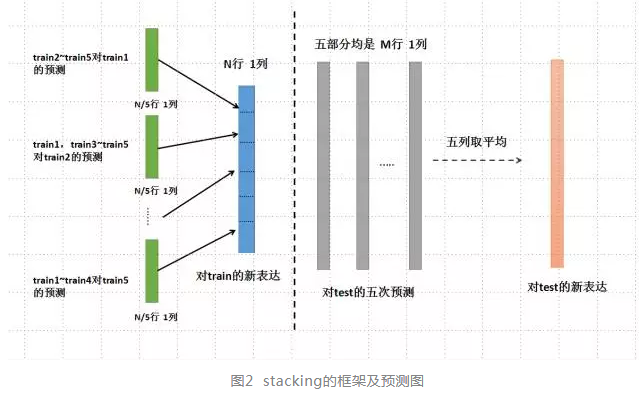 train2~train5对train1
的预测
N/5行 1列
train1，train3~train5
对train2的预测
N/5行 1列
train1~train4对train5
的预测
N/5行 1列
N行 1列
对train的新表达
五部分均是 M行 1列
……
对test的五次预测
五列取平均
对test的新表达
图2 stacking的框架及预测图